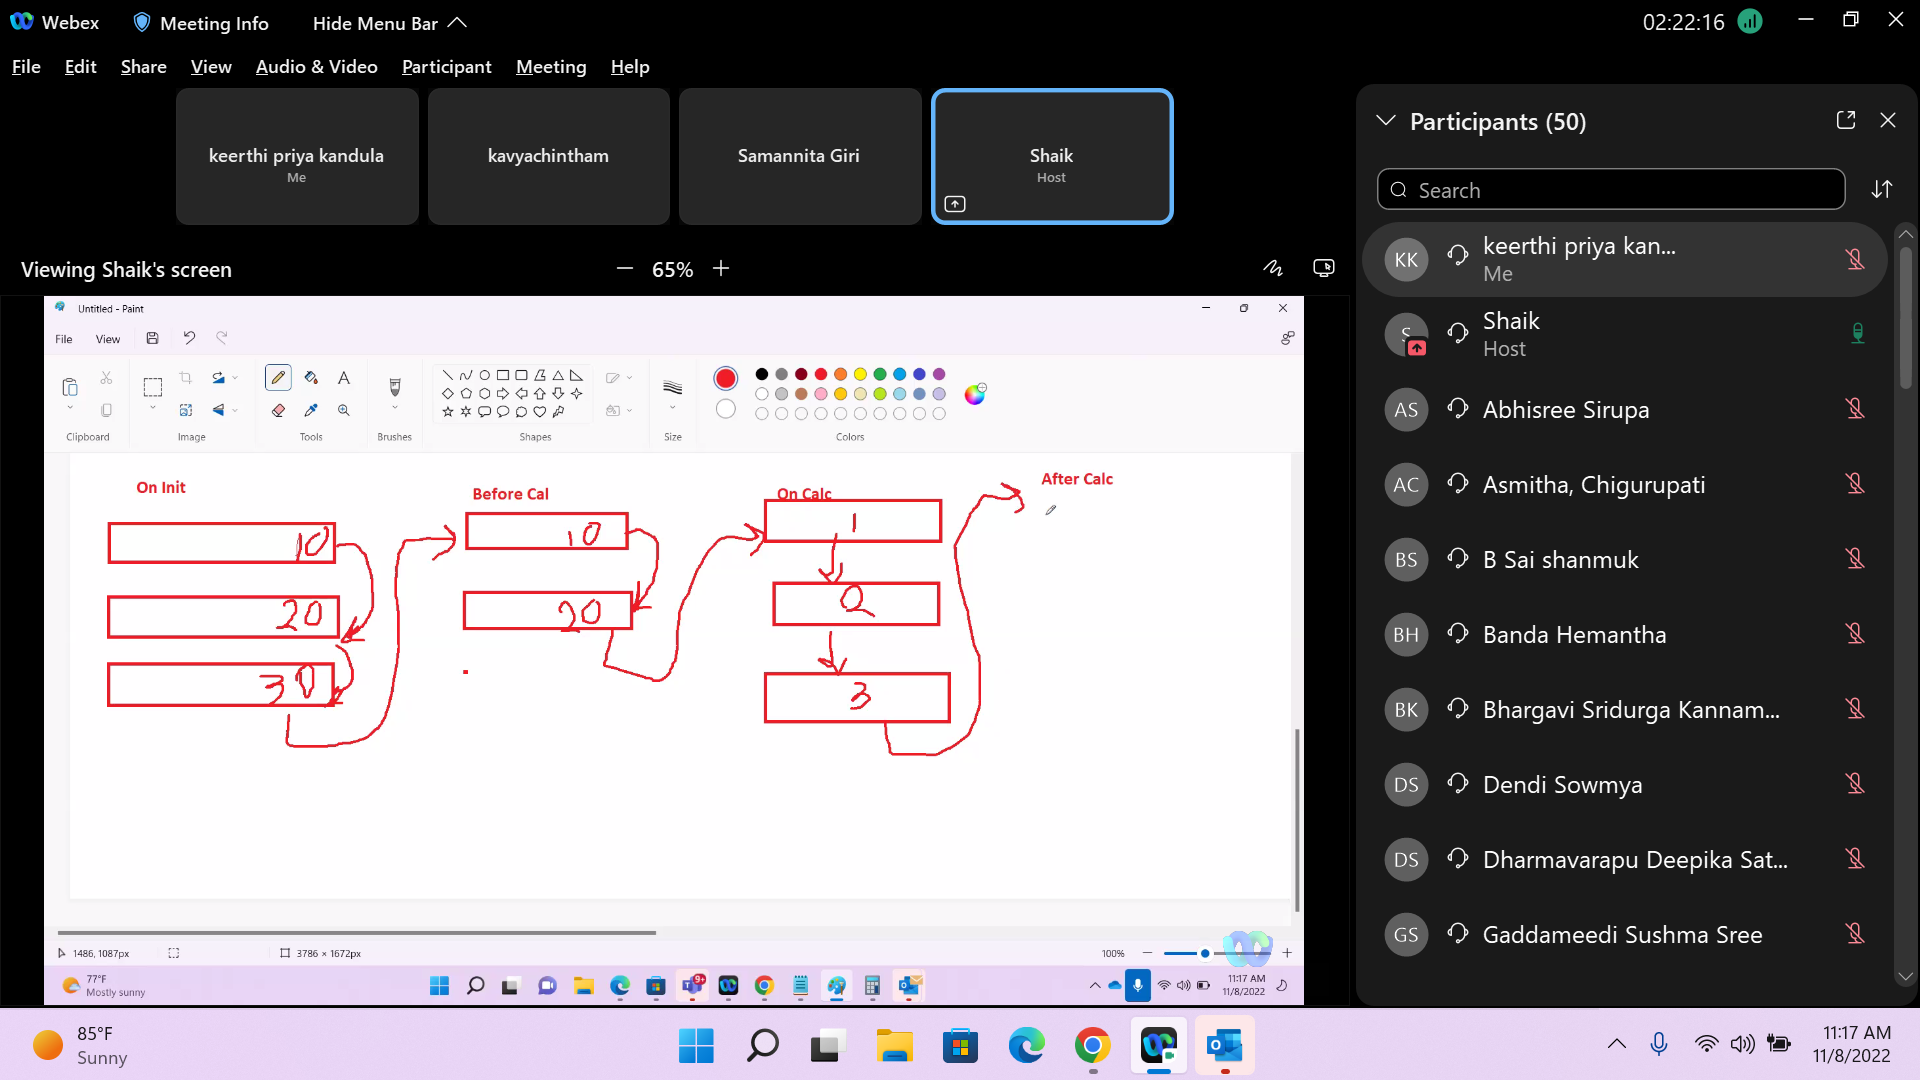 Webex
Meeting Info
Hide Menu Bar
02:22:16
File Edit Share View Audio & Video Participant Meeting Help
keerthi priya kandula
Me
kavyachintham
Samannita Giri
Shaik
Host
Viewing Shaik's screen
65%
Untitled - Paint
File View
Clipboard
Image
Tools
Brushes
Shapes
Size
Colors
On Init
10
20
30
Before Cal
10
20
On Calc
1
2
3
After Calc
1486, 1087px
3786 × 1672px
100%
77°F
Mostly sunny
9+
11:17 AM
11/8/2022
Participants (50)
Search
KK
keerthi priya kan...
Me
S
Shaik
Host
AS
Abhisree Sirupa
AC
Asmitha, Chigurupati
BS
B Sai shanmuk
BH
Banda Hemantha
BK
Bhargavi Sridurga Kannam...
DS
Dendi Sowmya
DS
Dharmavarapu Deepika Sat...
GS
Gaddameedi Sushma Sree
85°F
Sunny
11:17 AM
11/8/2022